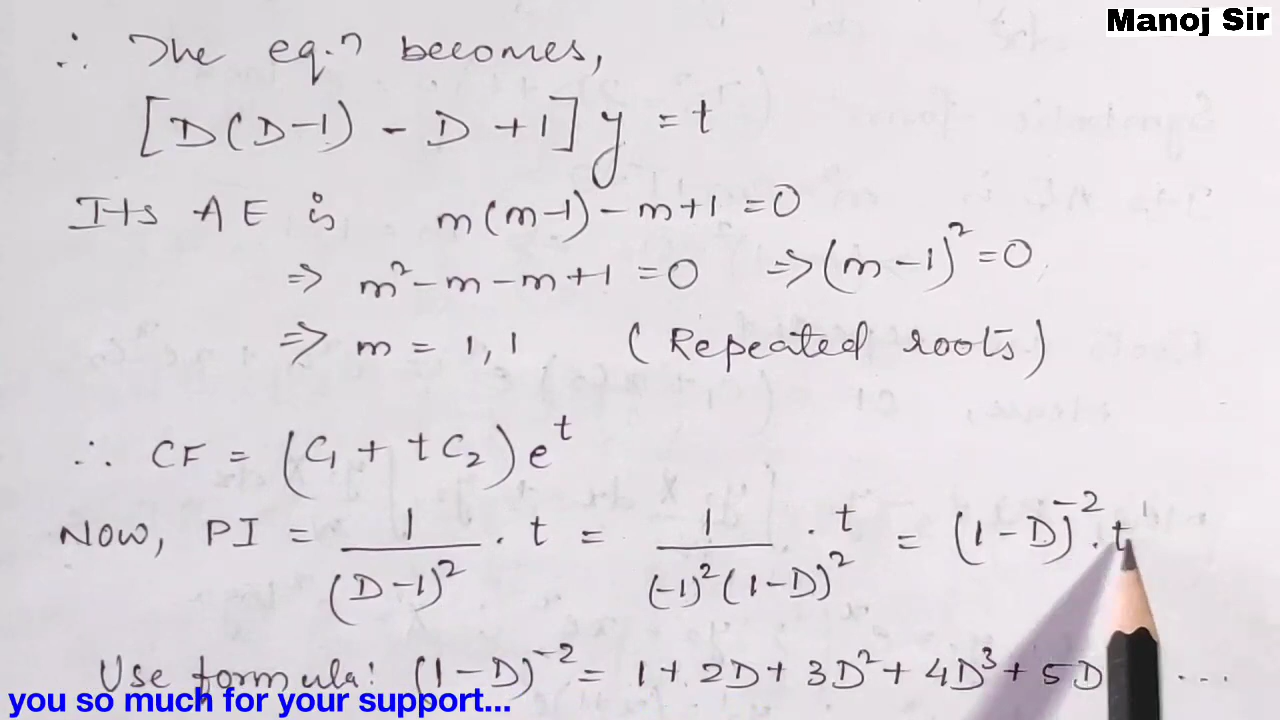 Manoj Sir
∴ The eq.n becomes,
[D(D-1) - D + 1] y = t
Its AE is m(m-1) - m + 1 = 0
⇒ m² - m - m + 1 = 0 ⇒ (m - 1)² = 0
⇒ m = 1, 1 (Repeated roots)
∴ CF = (C₁ + tC₂) eᵗ
Now, PI = 1/(D-1)² · t = 1/((-1)²(1-D)²) · t = (1-D)⁻² · t¹
Use formula: (1-D)⁻² = 1 + 2D + 3D² + 4D³ + 5D ...
you so much for your support...